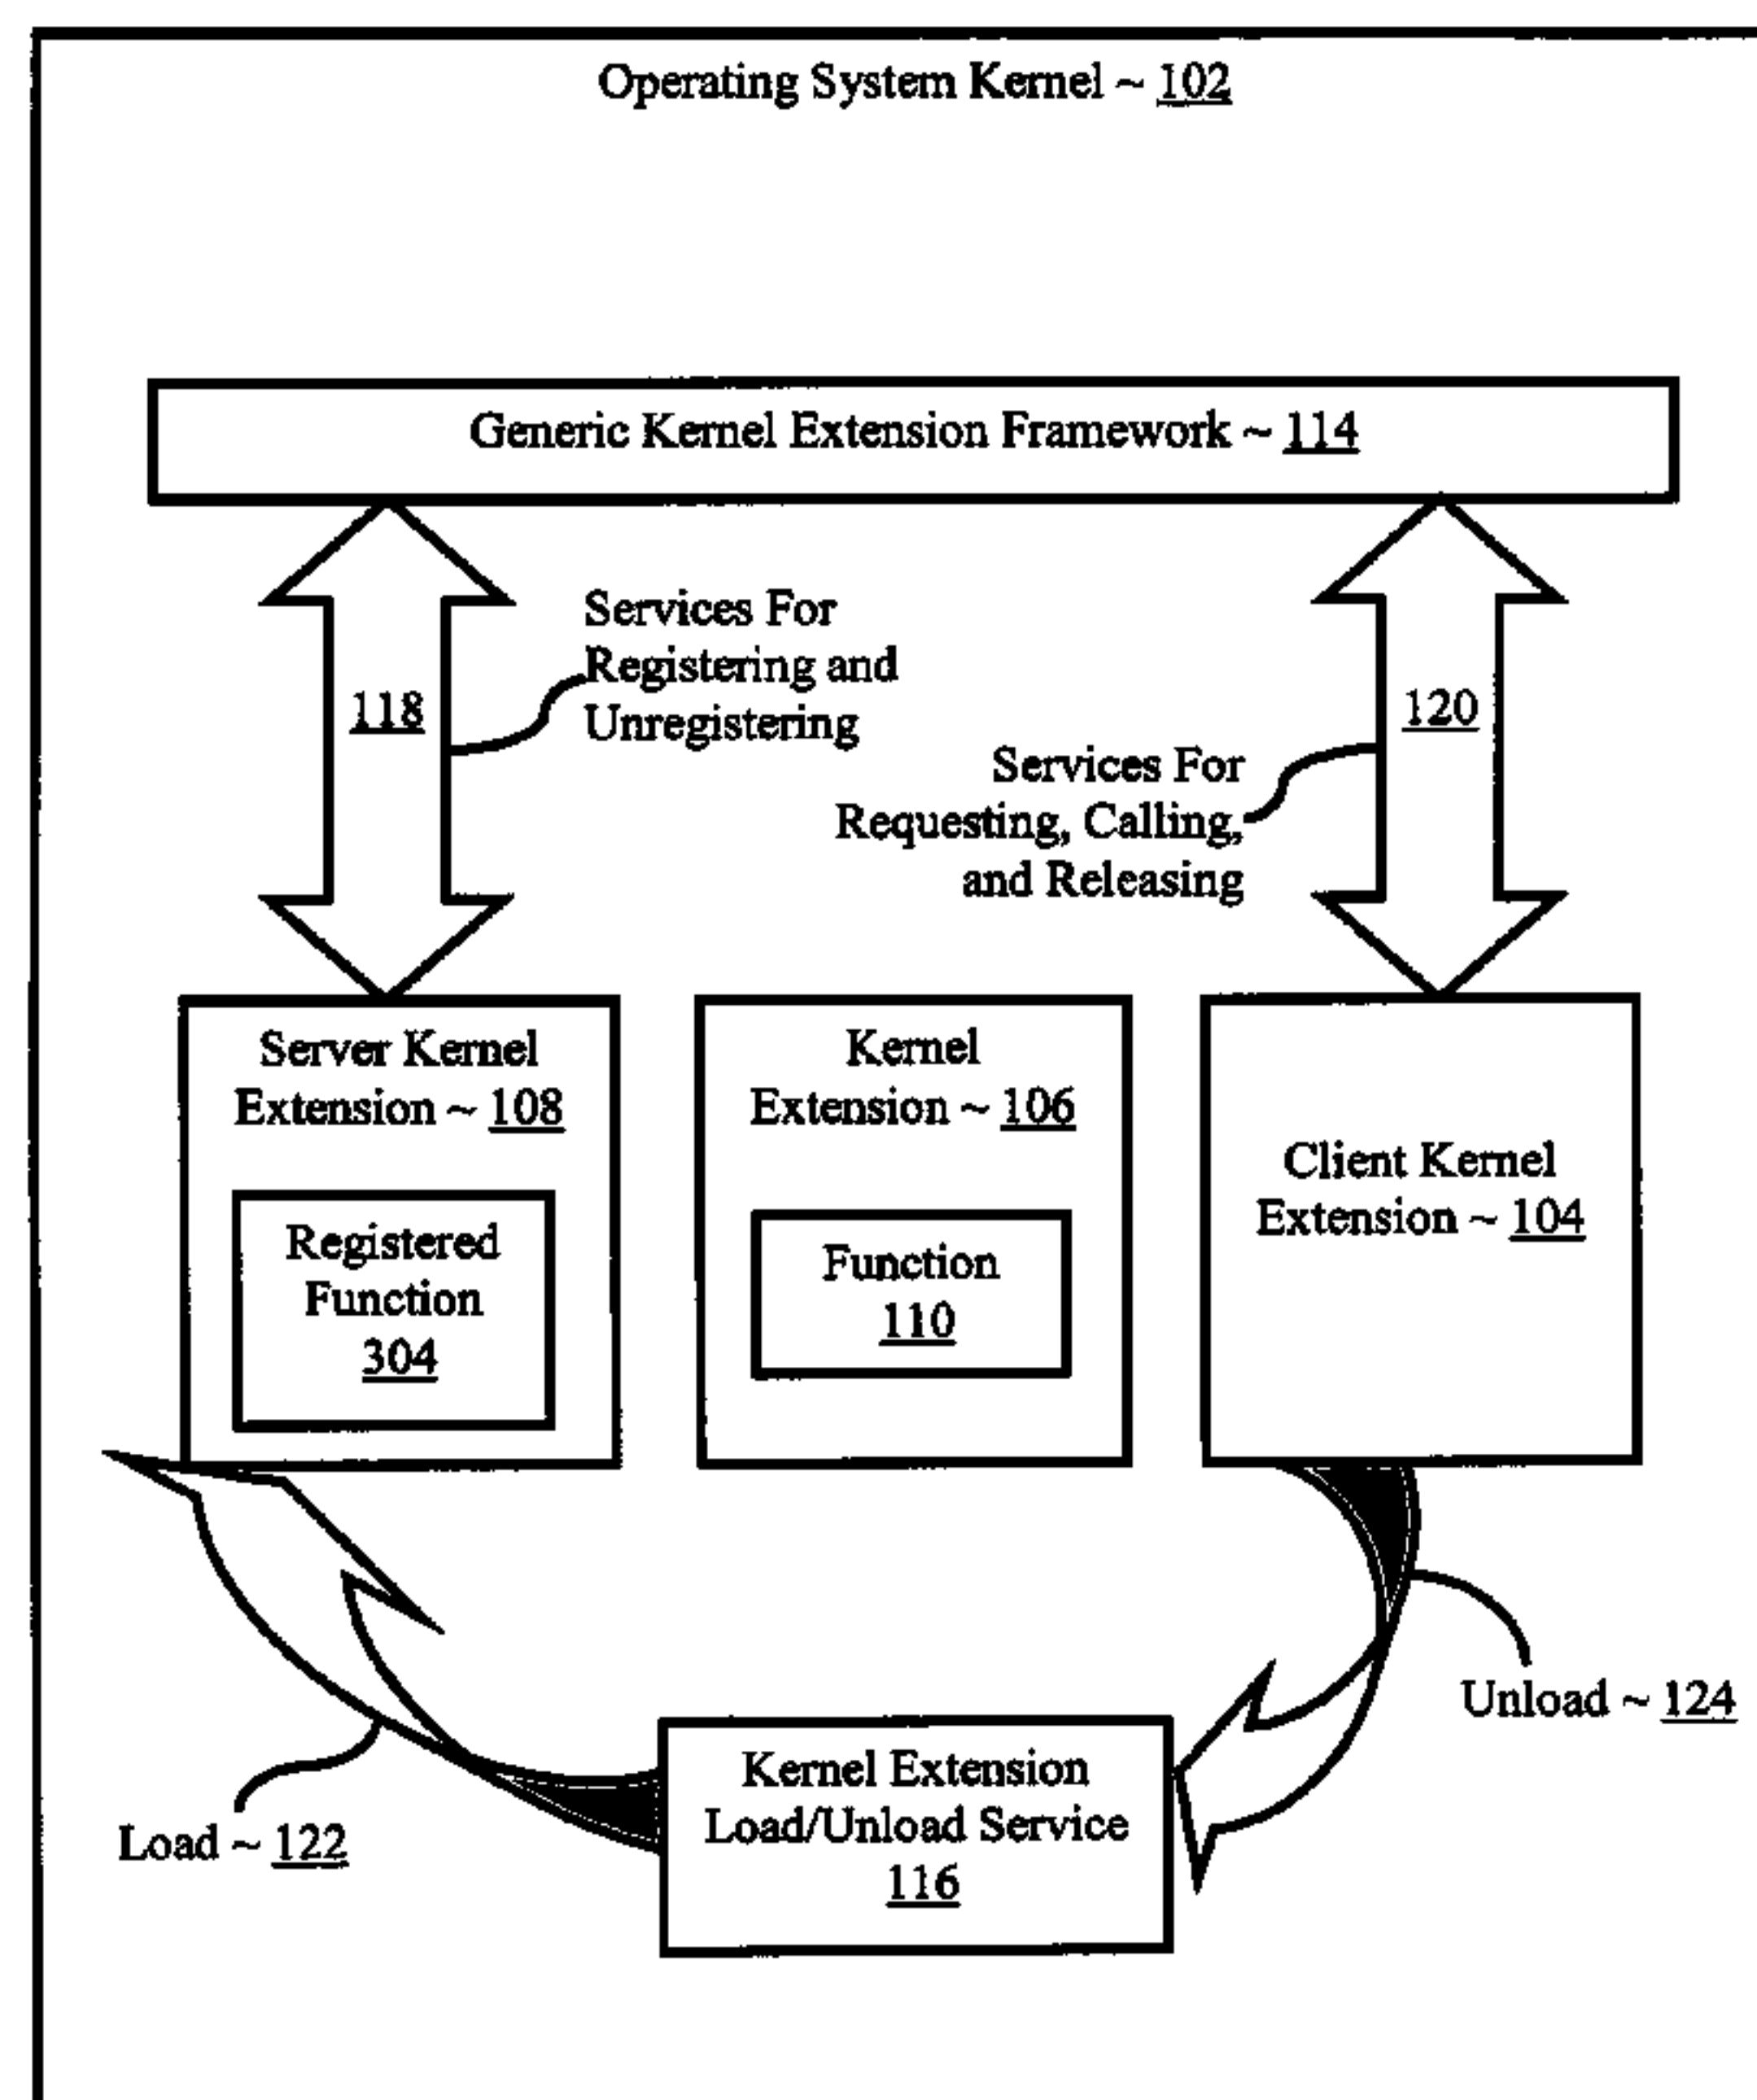 Operating System Kernel ~ 102
Generic Kernel Extension Framework ~ 114
Services For
Registering and
Unregistering
118
120
Services For
Requesting, Calling,
and Releasing
Server Kernel
Extension ~ 108
Registered
Function
304
Kernel
Extension ~ 106
Function
110
Client Kernel
Extension ~ 104
Unload ~ 124
Load ~ 122
Kernel Extension
Load/Unload Service
116